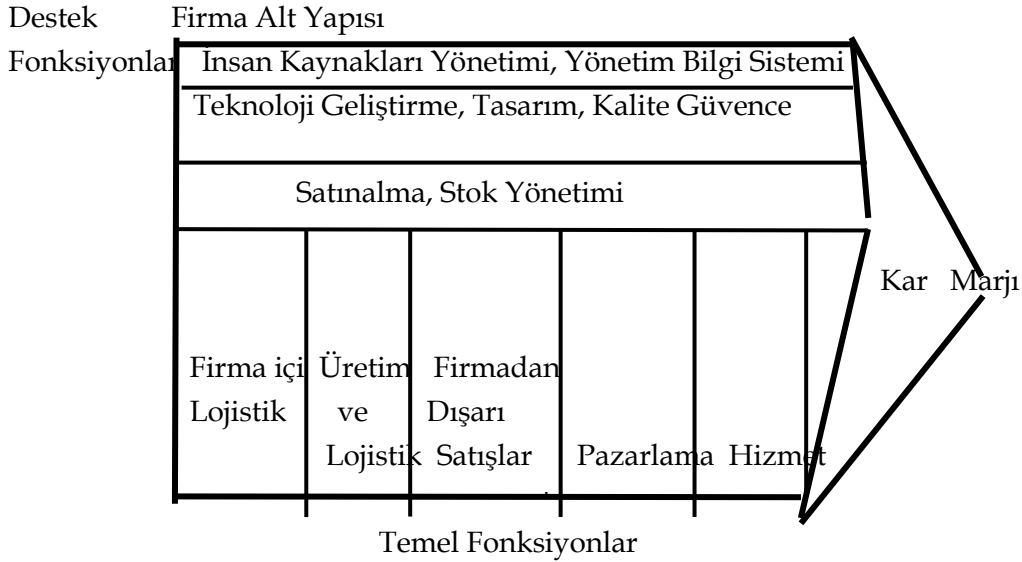 Destek Firma Alt Yapısı
Fonksiyonlar İnsan Kaynakları Yönetimi, Yönetim Bilgi Sistemi
Teknoloji Geliştirme, Tasarım, Kalite Güvence
Satınalma, Stok Yönetimi
Kar Marjı
Firma içi Üretim Firmadan
Lojistik ve Dışarı
Lojistik Satışlar Pazarlama Hizmet
Temel Fonksiyonlar